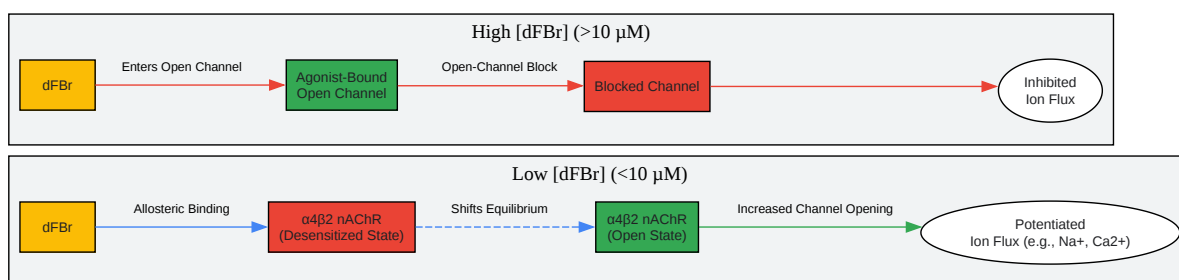 High [dFBr] (>10 µM)
Enters Open Channel
Open-Channel Block
dFBr
Agonist-Bound
Open Channel
Blocked Channel
Inhibited
Ion Flux
Low [dFBr] (<10 µM)
Allosteric Binding
Shifts Equilibrium
Increased Channel Opening
dFBr
α4β2 nAChR
(Desensitized State)
α4β2 nAChR
(Open State)
Potentiated
Ion Flux (e.g., Na+, Ca2+)